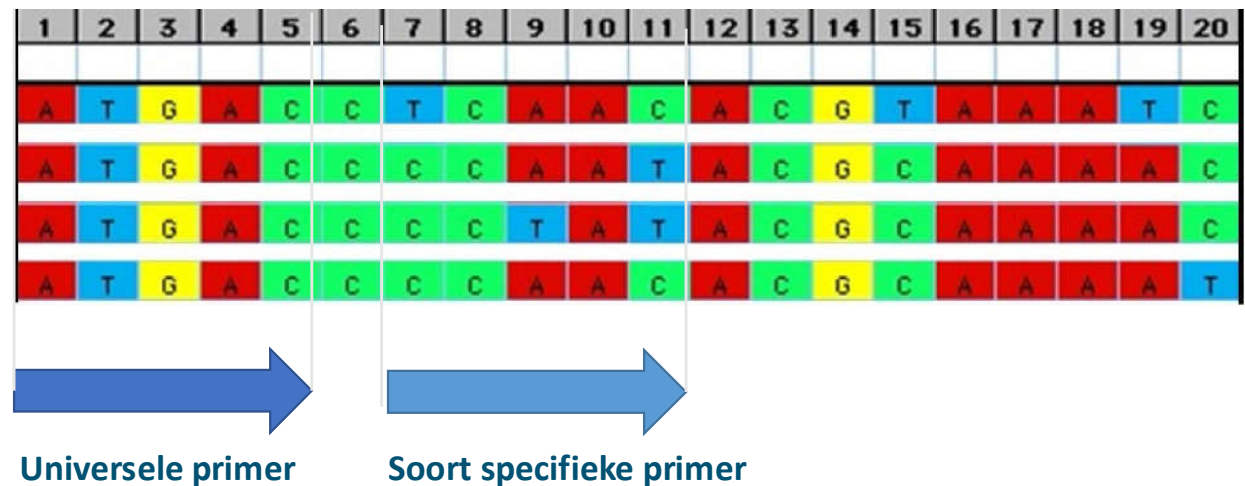 1 2 3 4 5 6 7 8 9 10 11 12 13 14 15 16 17 18 19 20
A T G A C C T C A A C A C G T A A A T C
A T G A C C C C A A T A C G C A A A A C
A T G A C C C C T A T A C G C A A A A C
A T G A C C C C A A C A C G C A A A A T
Universele primer Soort specifieke primer